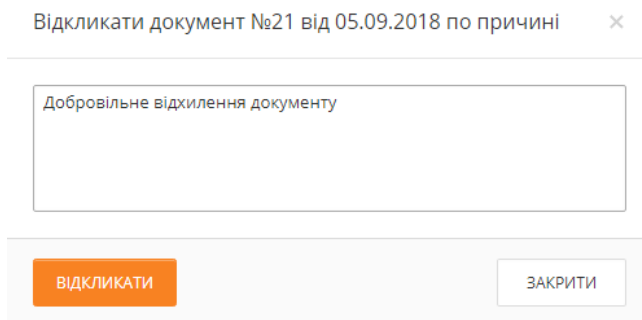 Відкликати документ №21 від 05.09.2018 по причині
Добровільне відхилення документу
ВІДКЛИКАТИ
ЗАКРИТИ